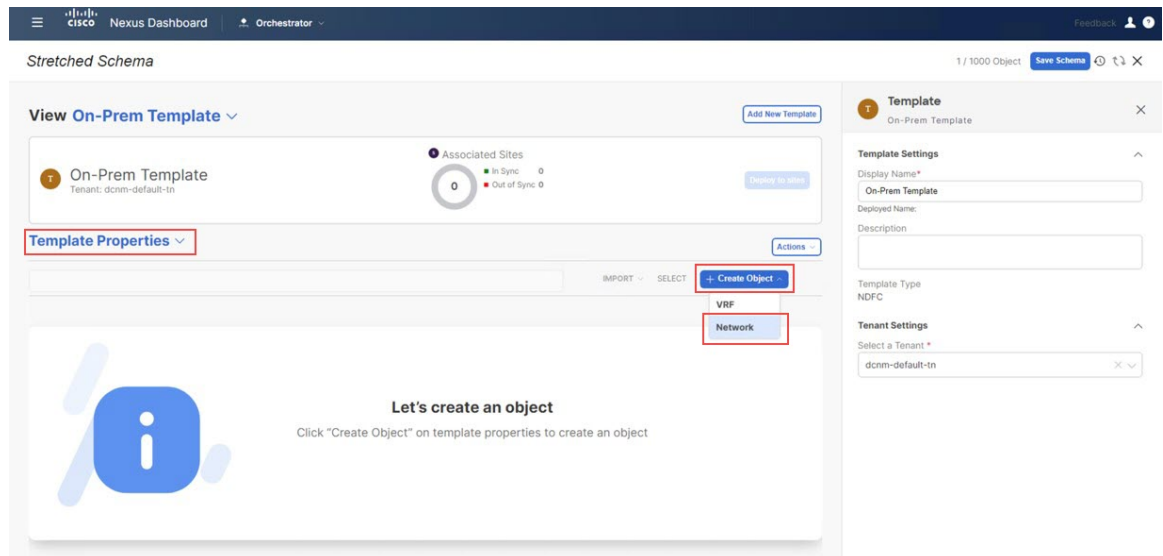 CISCO Nexus Dashboard Orchestrator Feedback
Stretched Schema 1 / 1000 Object Save Schema
View On-Prem Template Add New Template
T On-Prem Template
Tenant: dcnm-default-tn
Associated Sites
0
In Sync 0
Out of Sync 0
Deploy to sites
Template Properties
Actions
IMPORT SELECT + Create Object
VRF
Network
Let's create an object
Click "Create Object" on template properties to create an object
T Template
On-Prem Template
Template Settings
Display Name*
On-Prem Template
Deployed Name:
Description
Template Type
NDFC
Tenant Settings
Select a Tenant *
dcnm-default-tn